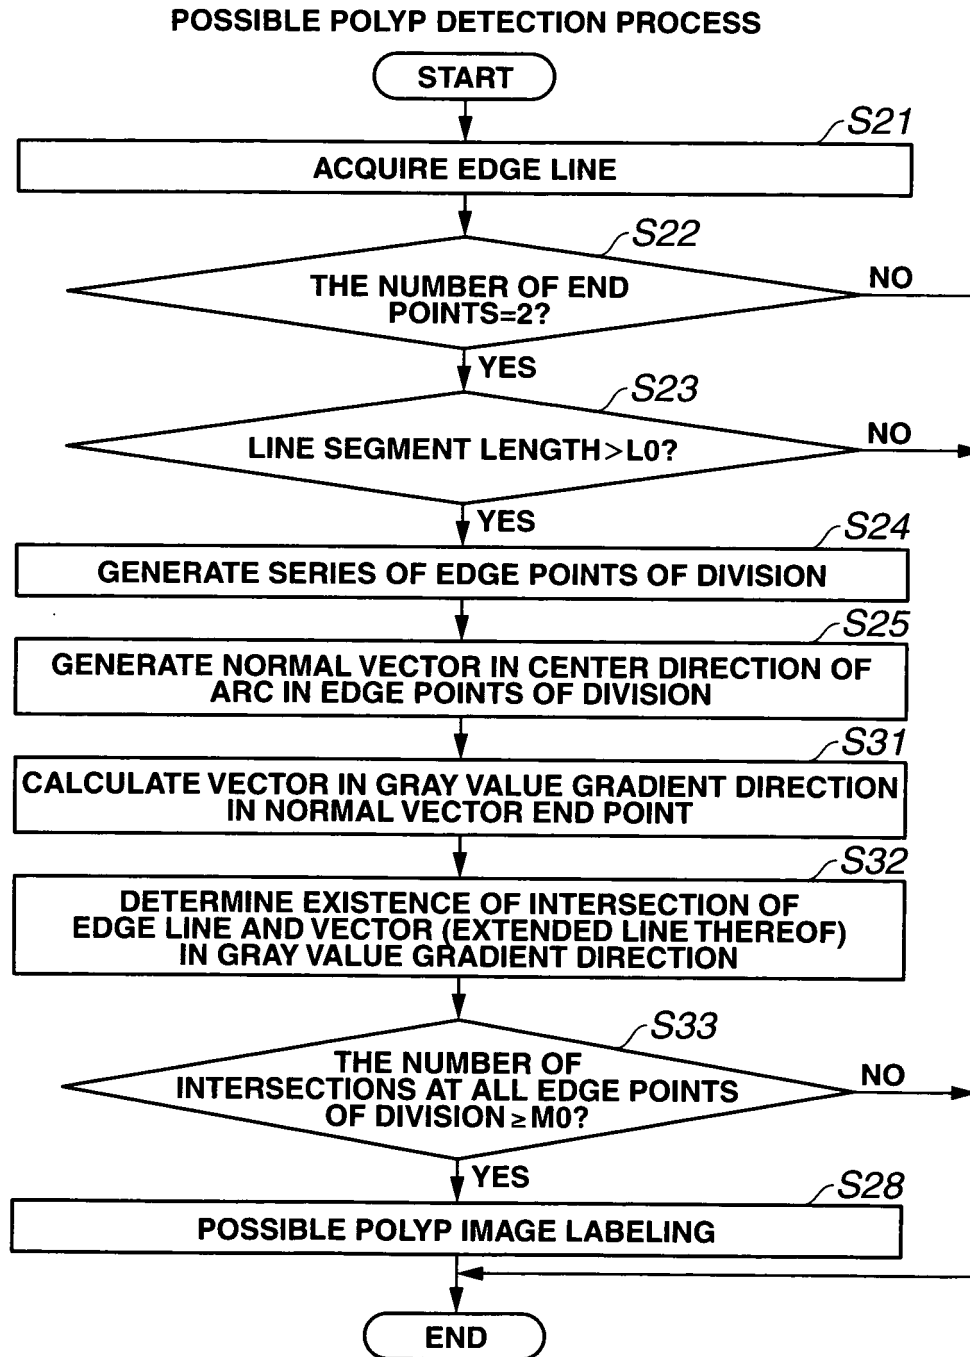 POSSIBLE POLYP DETECTION PROCESS
START
S21
ACQUIRE EDGE LINE
S22
THE NUMBER OF END
POINTS=2?
NO
YES
S23
LINE SEGMENT LENGTH>L0?
NO
YES
S24
GENERATE SERIES OF EDGE POINTS OF DIVISION
S25
GENERATE NORMAL VECTOR IN CENTER DIRECTION OF
ARC IN EDGE POINTS OF DIVISION
S31
CALCULATE VECTOR IN GRAY VALUE GRADIENT DIRECTION
IN NORMAL VECTOR END POINT
S32
DETERMINE EXISTENCE OF INTERSECTION OF
EDGE LINE AND VECTOR (EXTENDED LINE THEREOF)
IN GRAY VALUE GRADIENT DIRECTION
S33
THE NUMBER OF
INTERSECTIONS AT ALL EDGE POINTS
OF DIVISION≥M0?
NO
YES
S28
POSSIBLE POLYP IMAGE LABELING
END